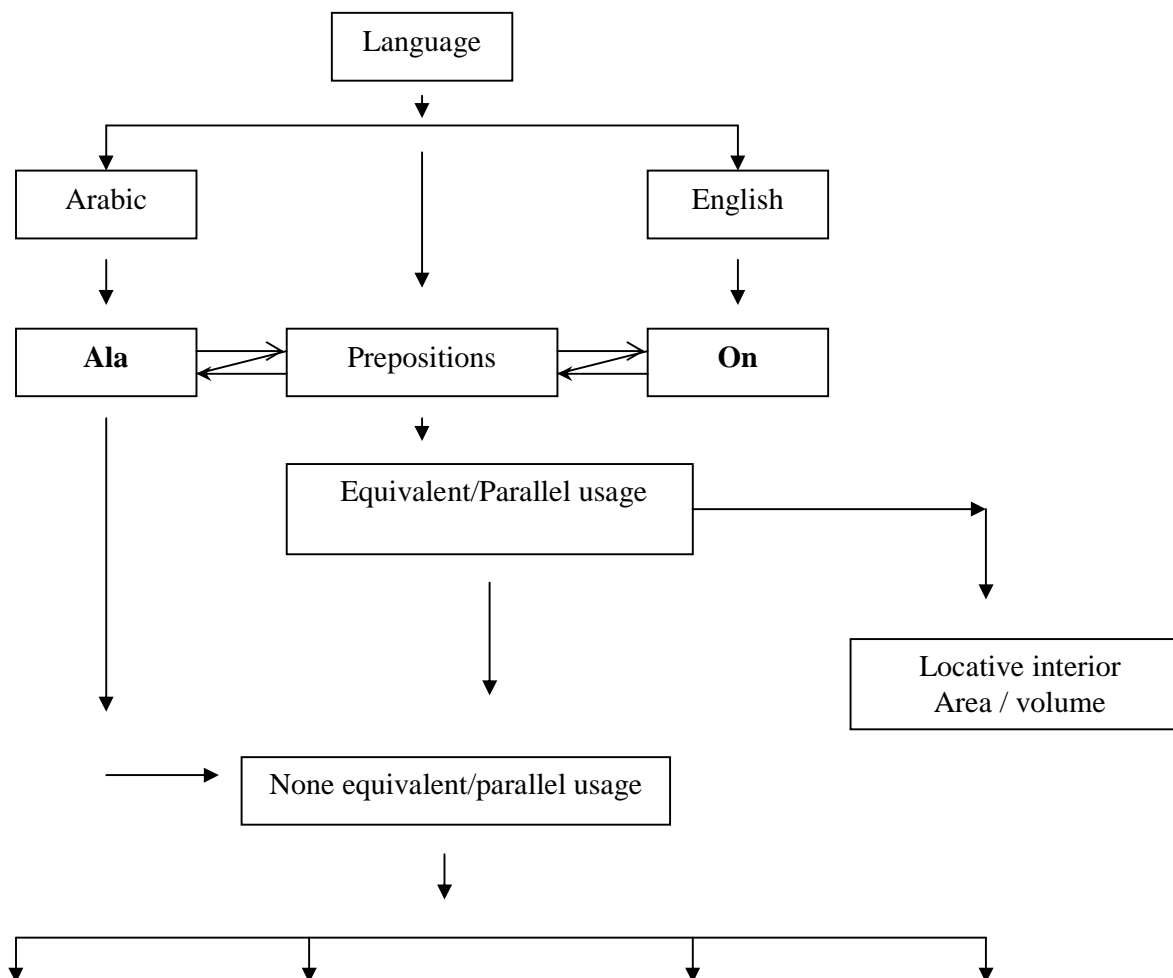 Language
Arabic
English
Ala
Prepositions
On
Equivalent/Parallel usage
Locative interior
Area / volume
None equivalent/parallel usage